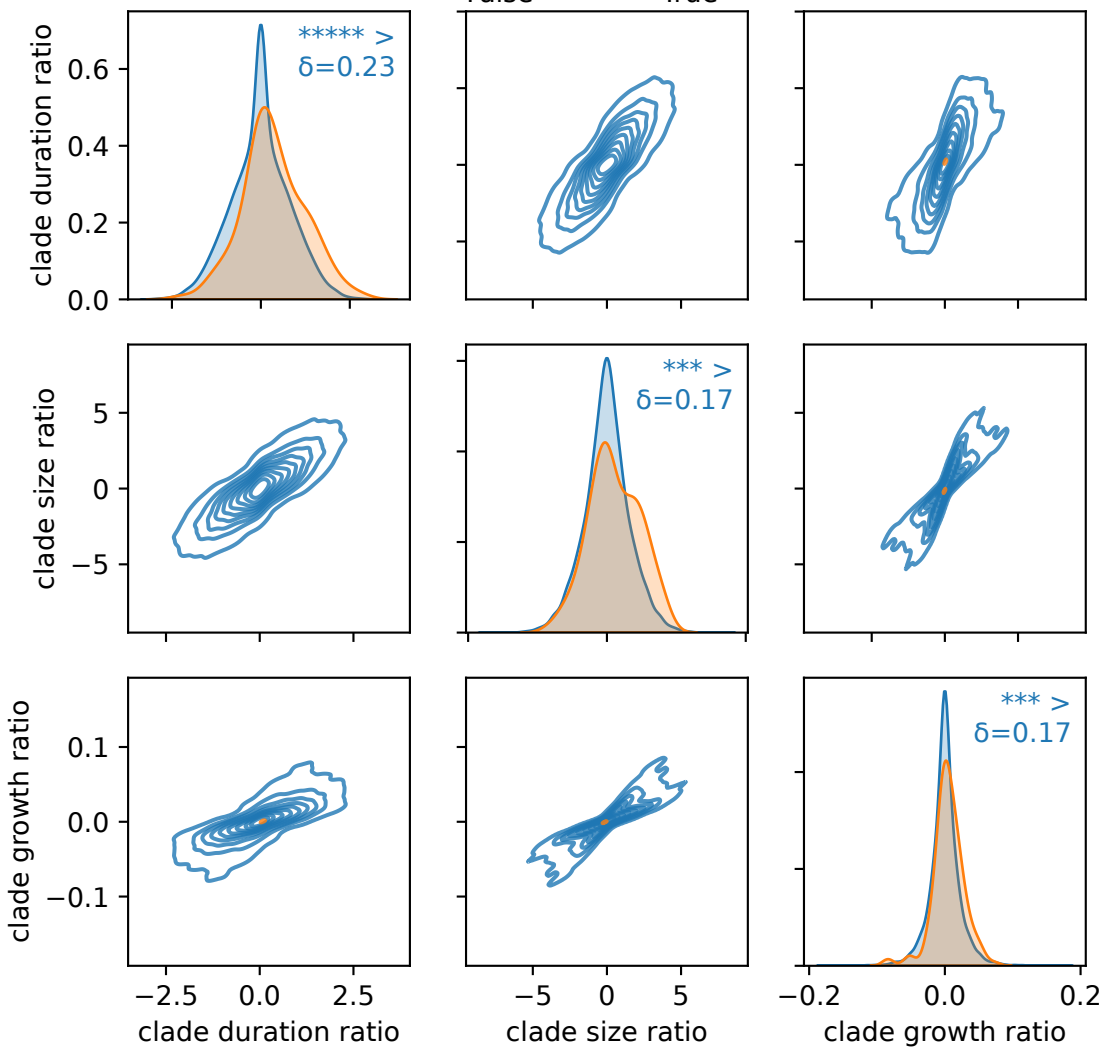 False True
clade duration ratio
0.6
0.4
0.2
0.0
***** >
δ=0.23
clade size ratio
5
0
−5
*** >
δ=0.17
clade growth ratio
0.1
0.0
−0.1
*** >
δ=0.17
−2.5 0.0 2.5
−5 0 5
−0.2 0.0 0.2
clade duration ratio
clade size ratio
clade growth ratio